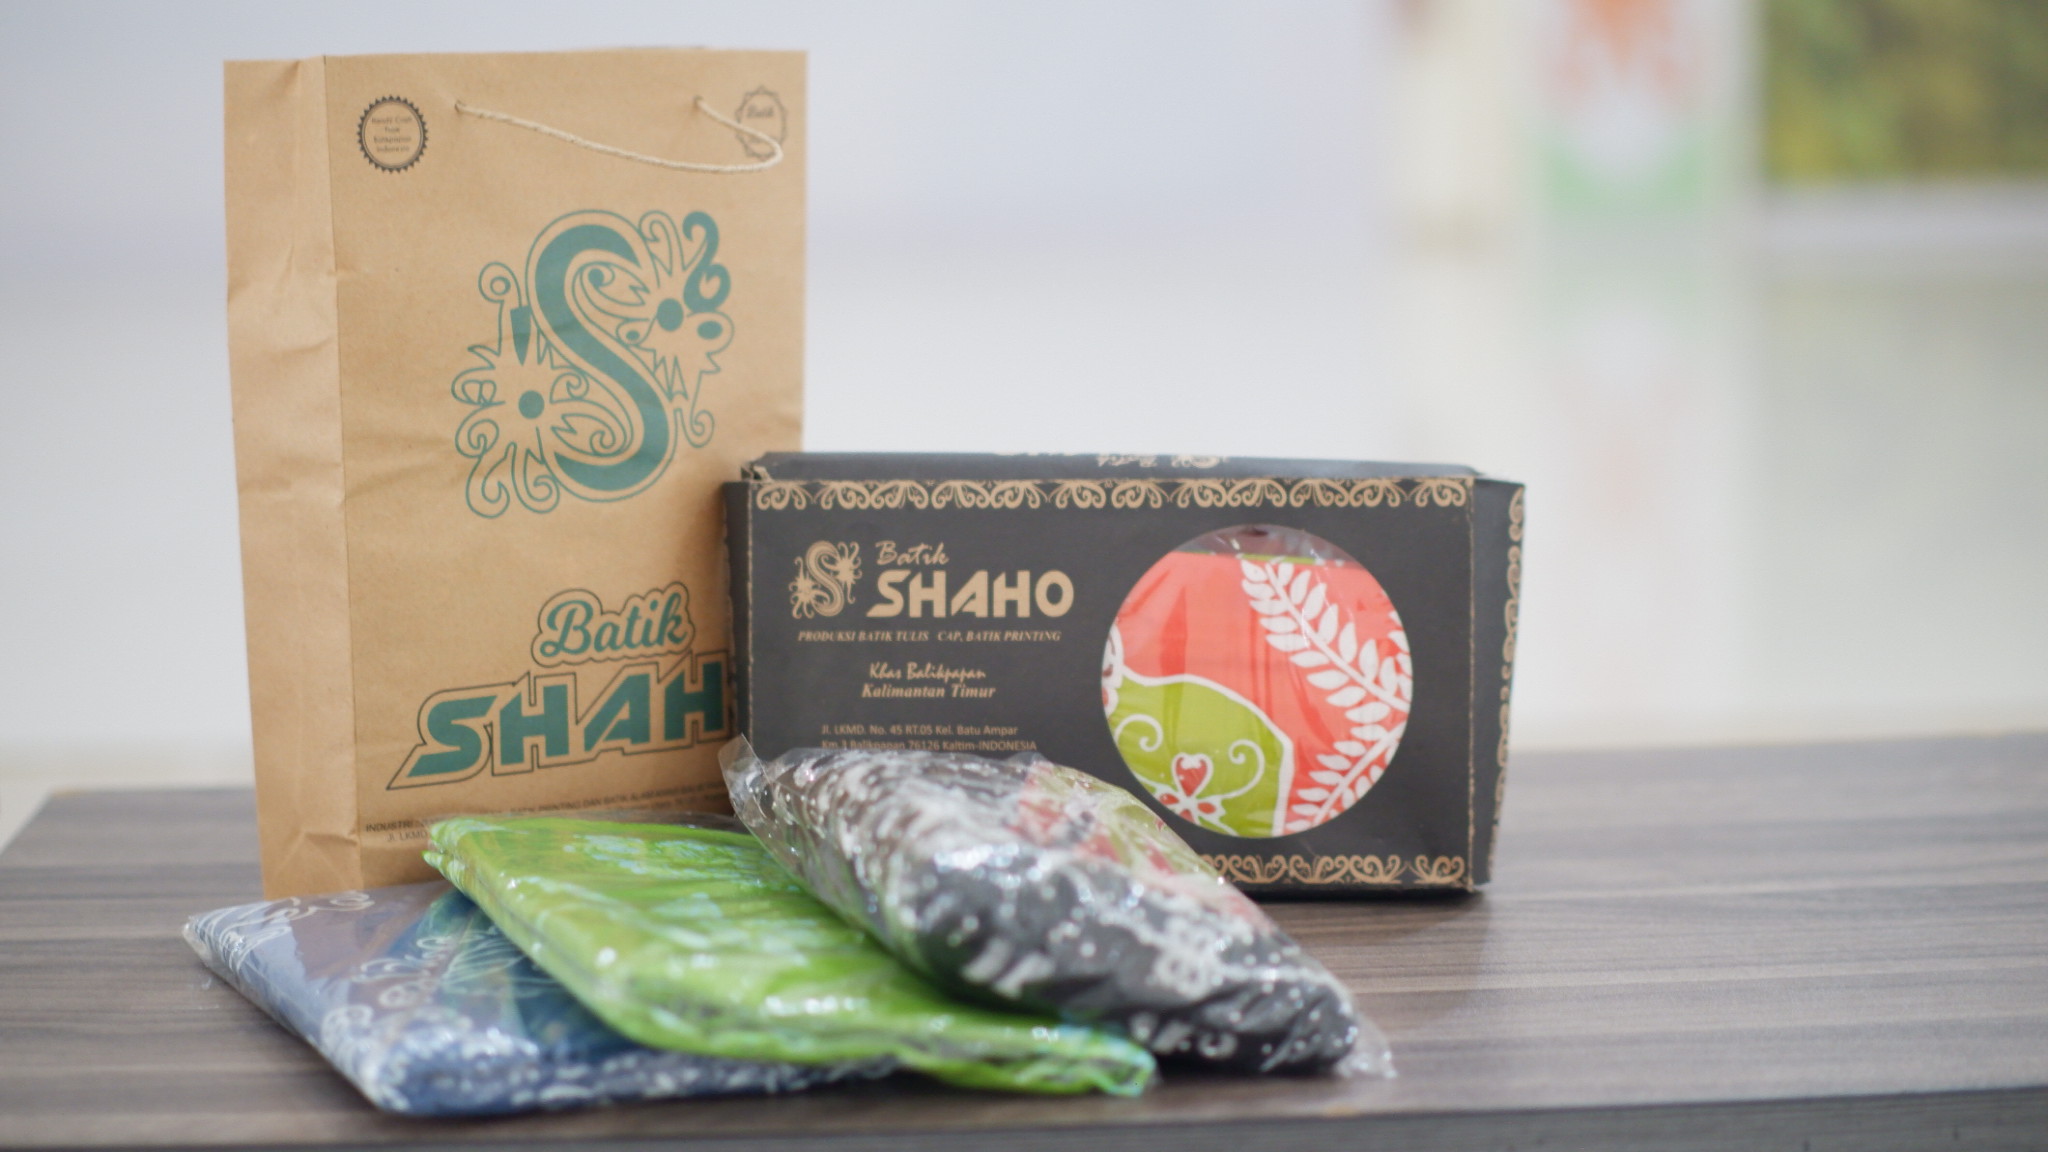 Batik
SHAH
Batik
SHAHO
PRODUKSI BATIK TULIS CAP, BATIK PRINTING
Khas Balikpapan
Kalimantan Timur
Jl. LKMD. No. 45 RT.05 Kel. Batu Ampar
Km.3 Balikpapan 76126 Kaltim-INDONESIA